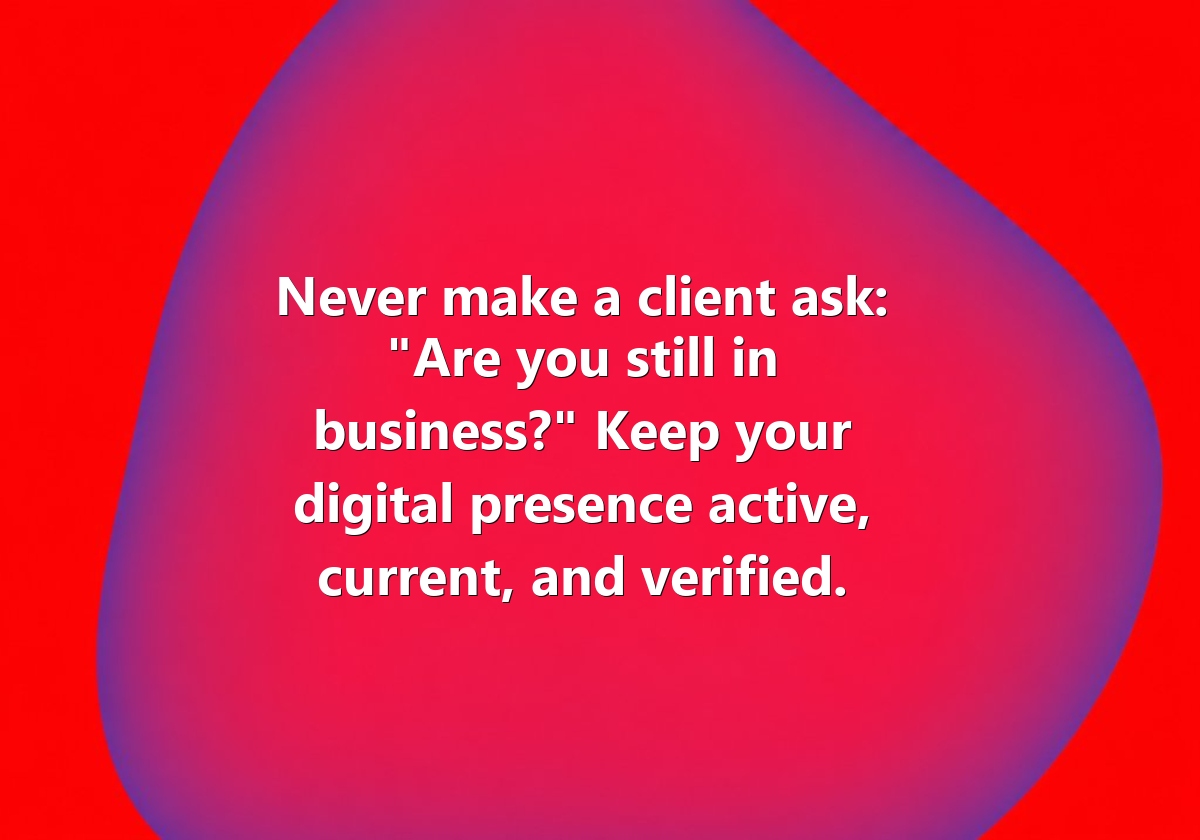 Never make a client ask:
"Are you still in
business?" Keep your
digital presence active,
current, and verified.